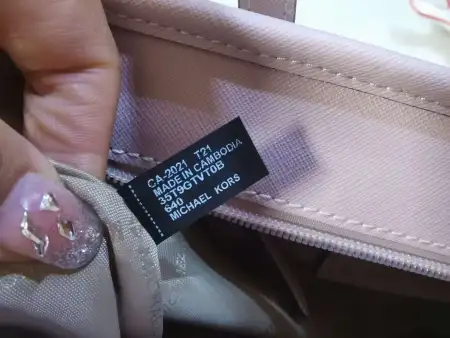 CA-2021 T21
MADE IN CAMBODIA
35T9GTVT0B
640
MICHAEL KORS